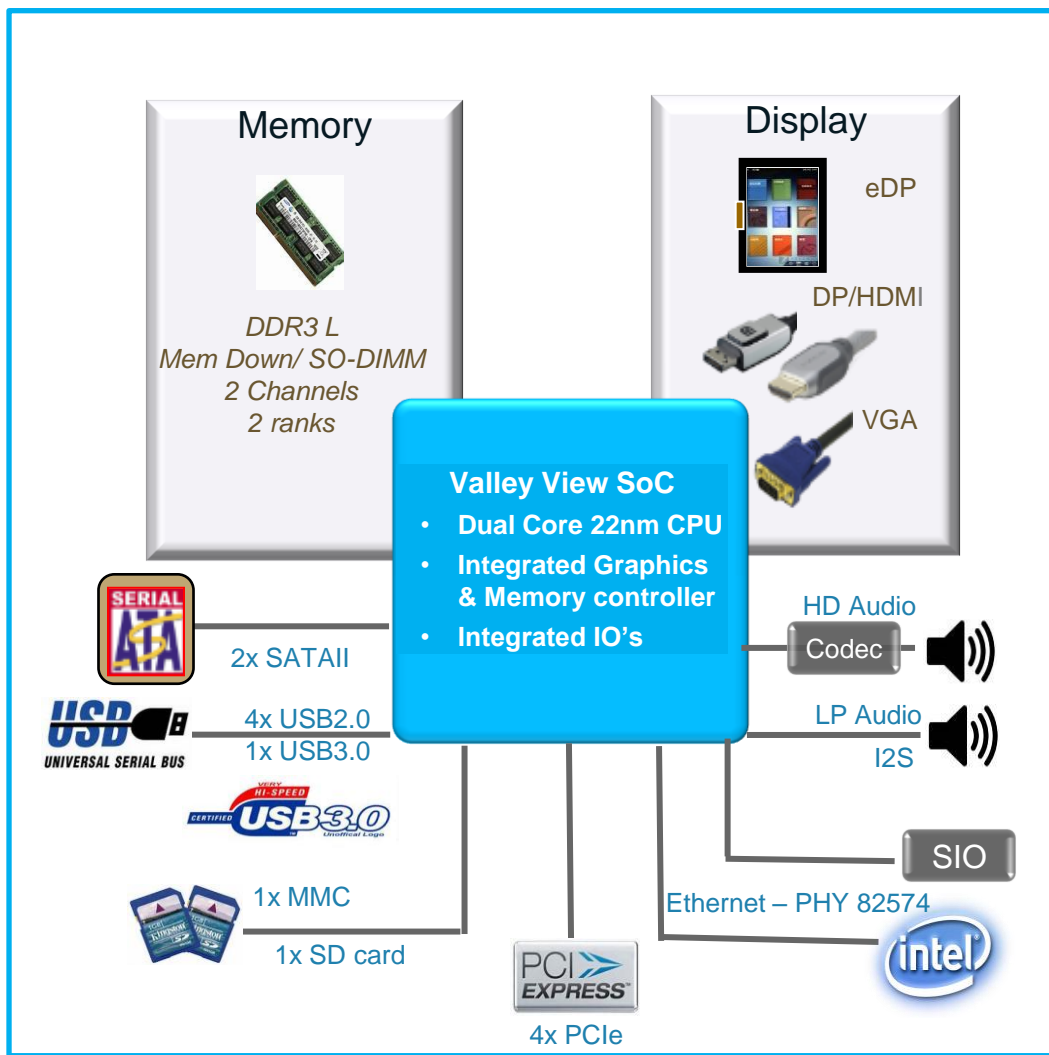 Memory
DDR3 L
Mem Down/ SO-DIMM
2 Channels
2 ranks
Display
eDP
DP/HDMI
VGA
Valley View SoC
• Dual Core 22nm CPU
• Integrated Graphics
& Memory controller
• Integrated IO's
SERIAL
ATA
2x SATAII
USB
UNIVERSAL SERIAL BUS
4x USB2.0
1x USB3.0
VERY
HI-SPEED
CERTIFIED
USB3.0
Unoffical Logo
1x MMC
Kingston
1x SD card
PCI
EXPRESS
4x PCIe
HD Audio
Codec
LP Audio
I2S
SIO
Ethernet – PHY 82574
intel